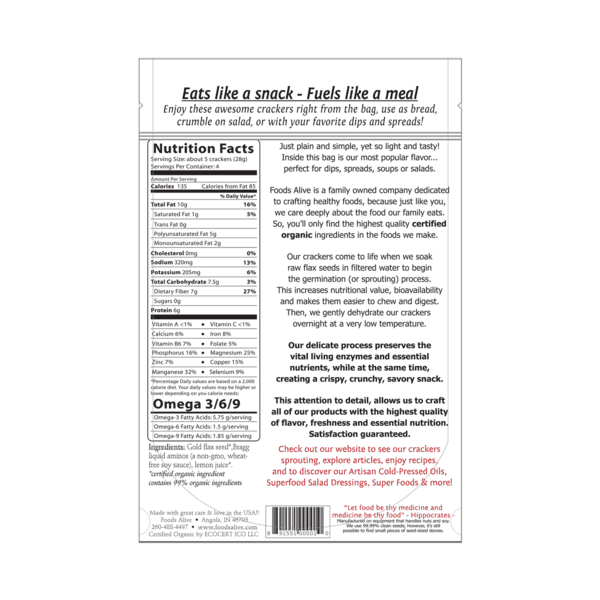 Eats like a snack - Fuels like a meal
Enjoy these awesome crackers right from the bag, use as bread,
crumble on salad, or with your favorite dips and spreads!
Nutrition Facts
Serving Size: about 5 crackers (28g)
Servings Per Container: 4
Amount Per Serving
Calories 135 Calories from Fat 85
% Daily Value*
Total Fat 10g 16%
Saturated Fat 1g 5%
Trans Fat 0g
Polyunsaturated Fat 5g
Monounsaturated Fat 2g
Cholesterol 0mg 0%
Sodium 320mg 13%
Potassium 205mg 6%
Total Carbohydrate 7.5g 3%
Dietary Fiber 7g 27%
Sugars 0g
Protein 6g
Vitamin A <1% • Vitamin C <1%
Calcium 6% • Iron 8%
Vitamin B6 7% • Folate 5%
Phosphorus 16% • Magnesium 25%
Zinc 7% • Copper 15%
Manganese 32% • Selenium 9%
*Percentage Daily values are based on a 2,000
calorie diet. Your daily values may be higher or
lower depending on you calorie needs:
Omega 3/6/9
Omega-3 Fatty Acids: 5.75 g/serving
Omega-6 Fatty Acids: 1.5 g/serving
Omega-9 Fatty Acids: 1.85 g/serving
Ingredients: Gold flax seed*,Bragg
liquid aminos (a non-gmo, wheat-
free soy sauce), lemon juice*.
*certified organic ingredient
contains 99% organic ingredients
Made with great care & love in the USA!!
Foods Alive • Angola, IN 46703
260-488-4497 • www.foodsalive.com
Certified Organic by ECOCERT ICO LLC
Just plain and simple, yet so light and tasty!
Inside this bag is our most popular flavor...
perfect for dips, spreads, soups or salads.
Foods Alive is a family owned company dedicated
to crafting healthy foods, because just like you,
we care deeply about the food our family eats.
So, you'll only find the highest quality certified
organic ingredients in the foods we make.
Our crackers come to life when we soak
raw flax seeds in filtered water to begin
the germination (or sprouting) process.
This increases nutritional value, bioavailability
and makes them easier to chew and digest.
Then, we gently dehydrate our crackers
overnight at a very low temperature.
Our delicate process preserves the
vital living enzymes and essential
nutrients, while at the same time,
creating a crispy, crunchy, savory snack.
This attention to detail, allows us to craft
all of our products with the highest quality
of flavor, freshness and essential nutrition.
Satisfaction guaranteed.
Check out our website to see our crackers
sprouting, explore articles, enjoy recipes,
and to discover our Artisan Cold-Pressed Oils,
Superfood Salad Dressings, Super Foods & more!
8 91551 00001 0
"Let food be thy medicine and
medicine be thy food" - Hippocrates -
Manufacturerd on equipment that handles nuts and soy.
We use 99.99% clean seeds; however, it's still
possible to find small pieces of seed-sized stones.